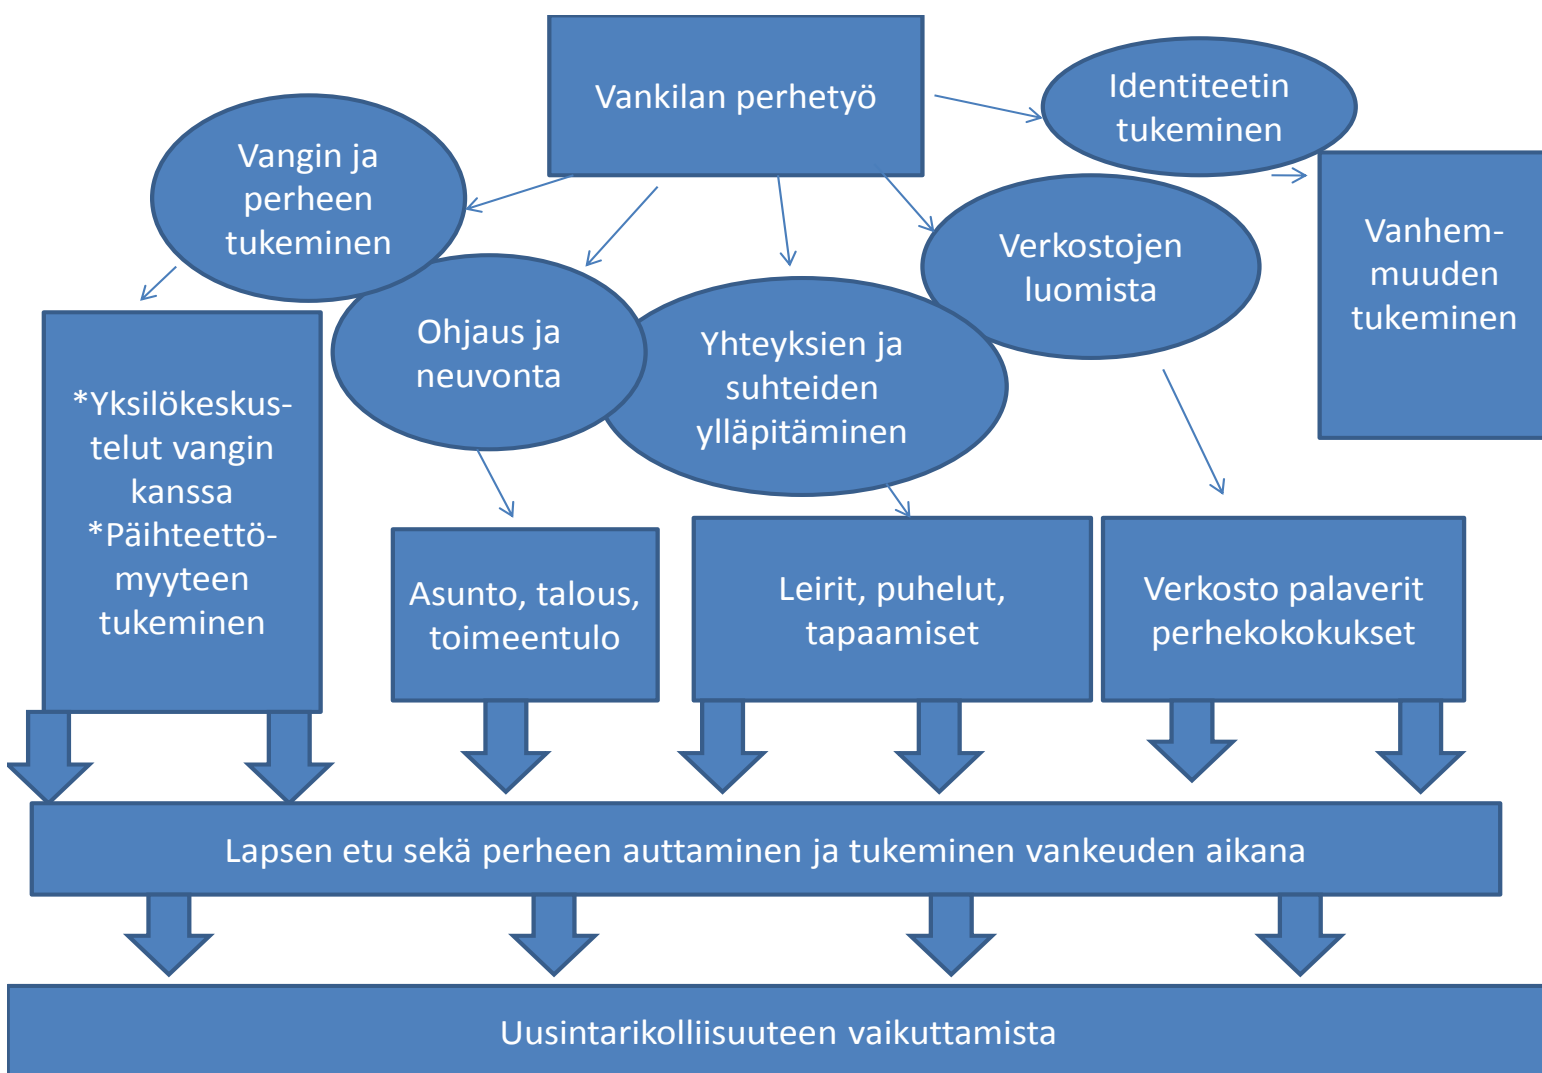 Vankilan perhetyö
Identiteetin
tukeminen
Vangin ja
perheen
tukeminen
Verkostojen
luomista
Vanhem-
muuden
tukeminen
Ohjaus ja
neuvonta
Yhteyksien ja
suhteiden
ylläpitäminen
*Yksilökeskus-
telut vangin
kanssa
*Päihteettö-
myyteen
tukeminen
Asunto, talous,
toimeentulo
Leirit, puhelut,
tapaamiset
Verkosto palaverit
perhekokokukset
Lapsen etu sekä perheen auttaminen ja tukeminen vankeuden aikana
Uusintarikolliisuuteen vaikuttamista